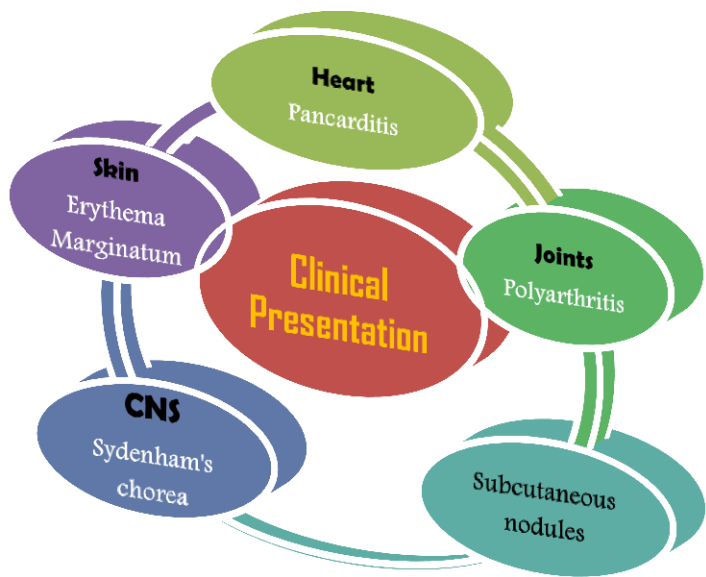 Heart
Pancarditis
Skin
Erythema
Marginatum
Clinical
Presentation
Joints
Polyarthritis
CNS
Sydenham's
chorea
Subcutaneous
nodules